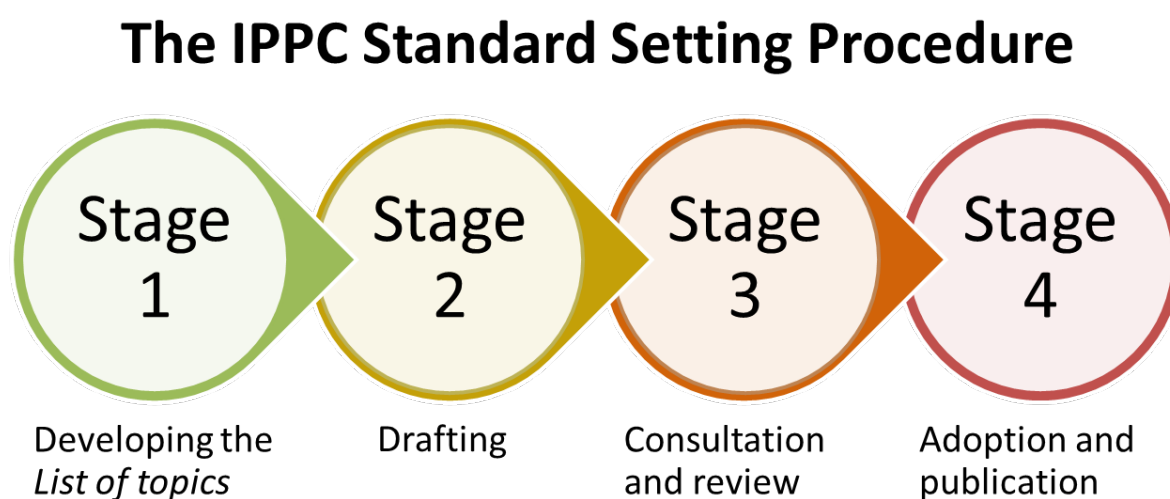 The IPPC Standard Setting Procedure
Stage
1
Stage
2
Stage
3
Stage
4
Developing the
List of topics
Drafting
Consultation
and review
Adoption and
publication